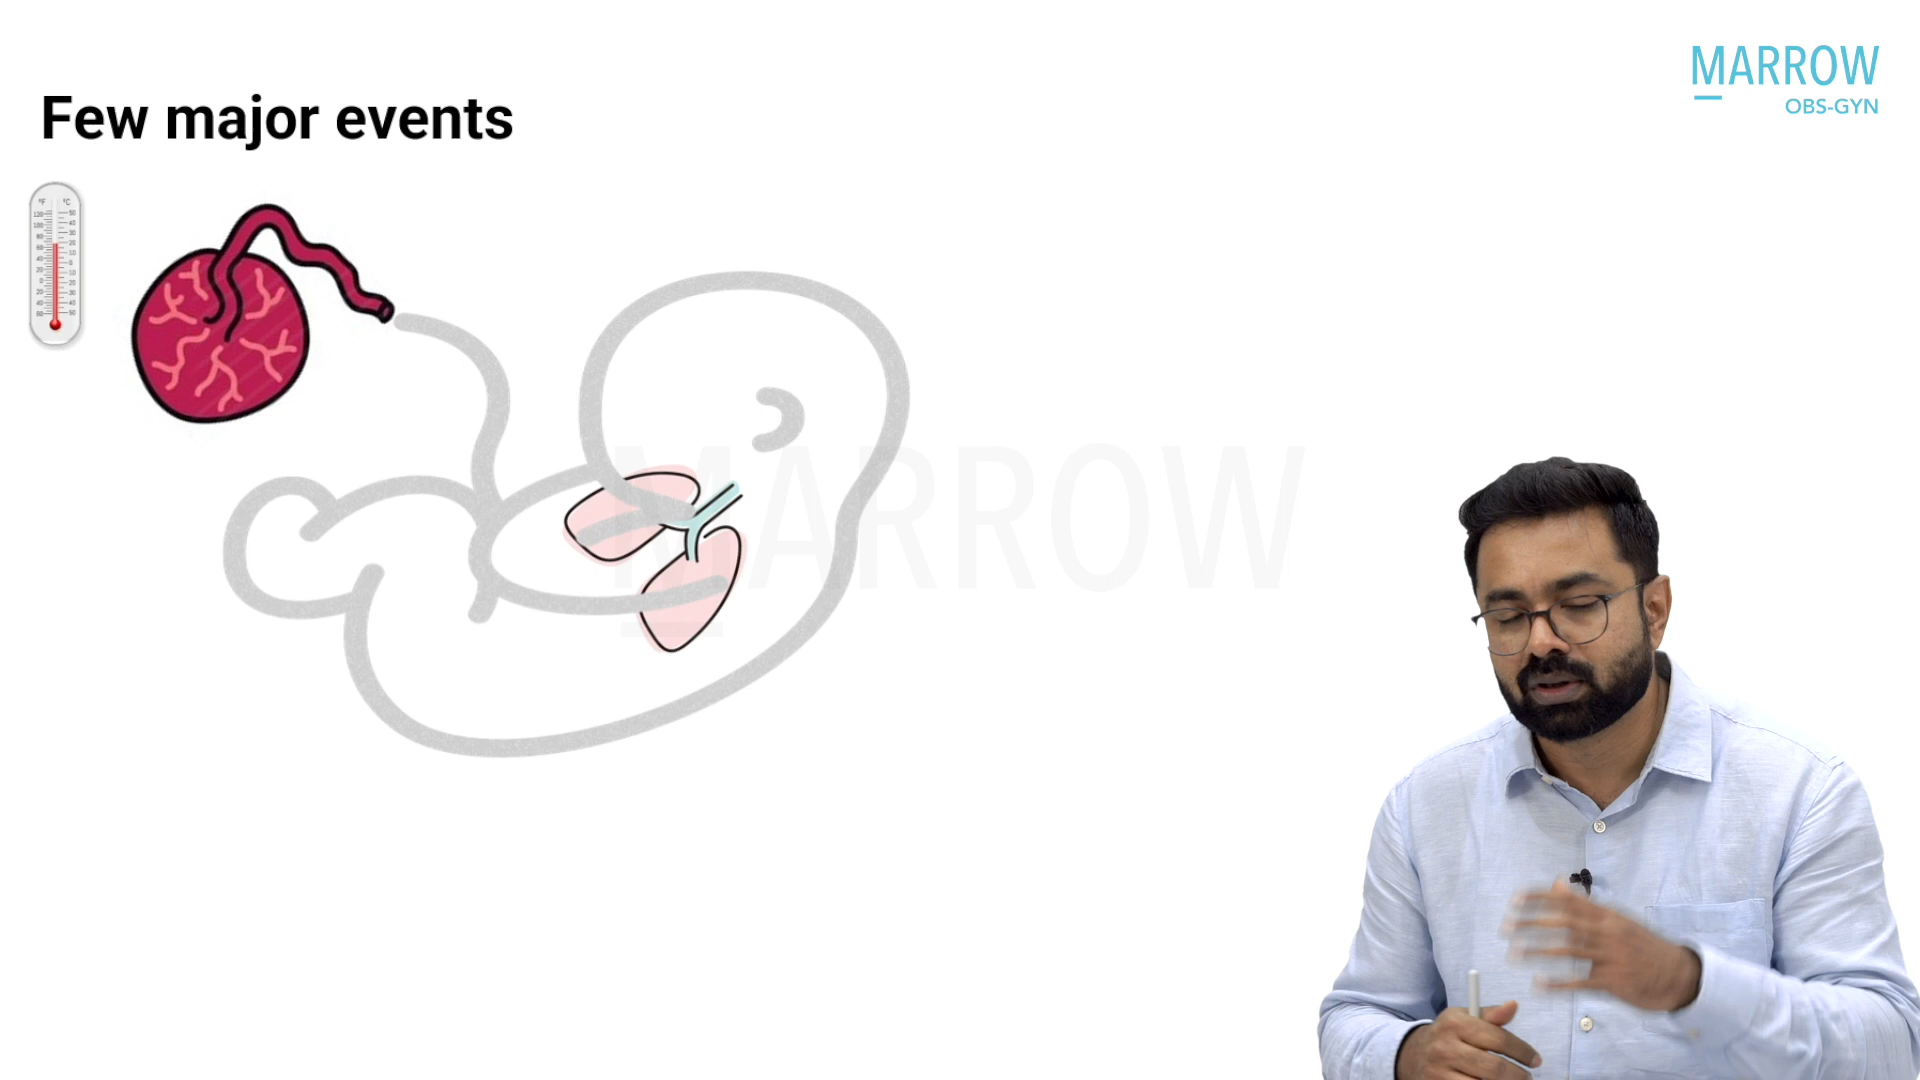 MARROW
OBS-GYN
Few major events
°F °C
MARROW